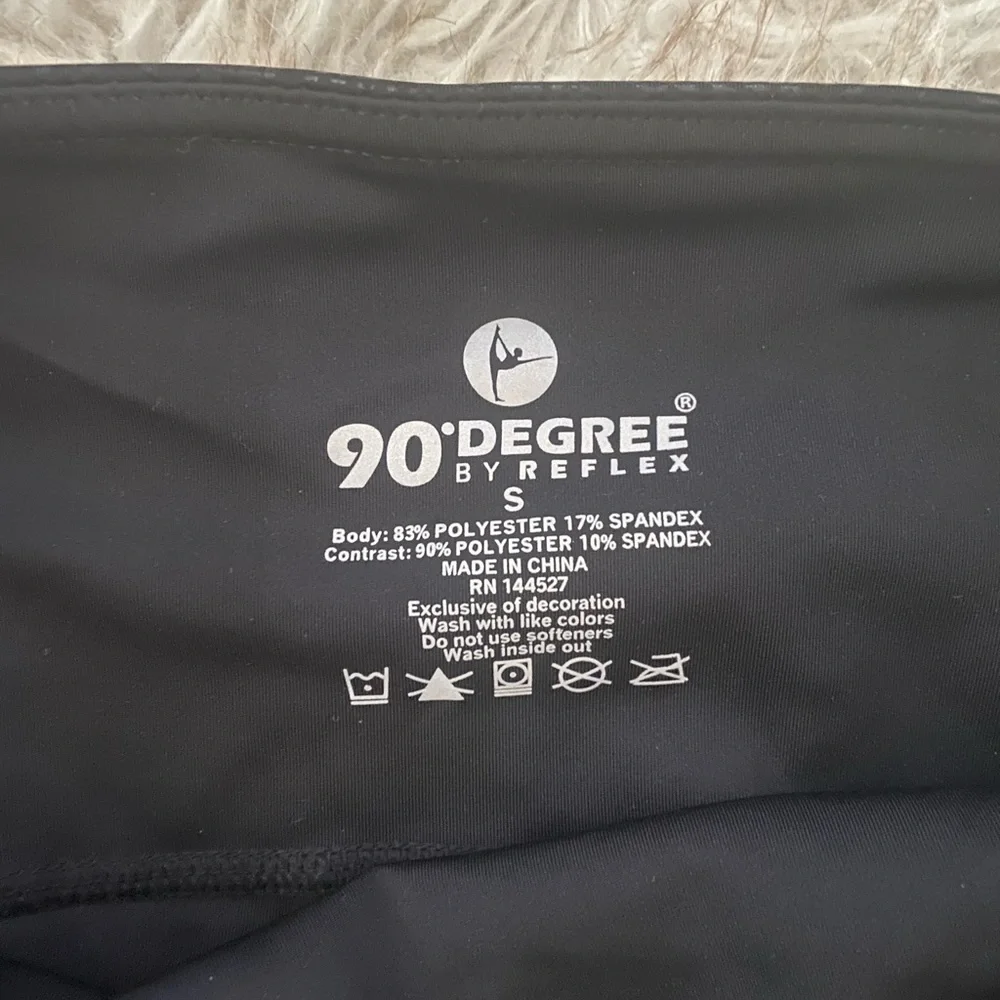 90°DEGREE®
BY REFLEX
S
Body: 83% POLYESTER 17% SPANDEX
Contrast: 90% POLYESTER 10% SPANDEX
MADE IN CHINA
RN 144527
Exclusive of decoration
Wash with like colors
Do not use softeners
Wash inside out